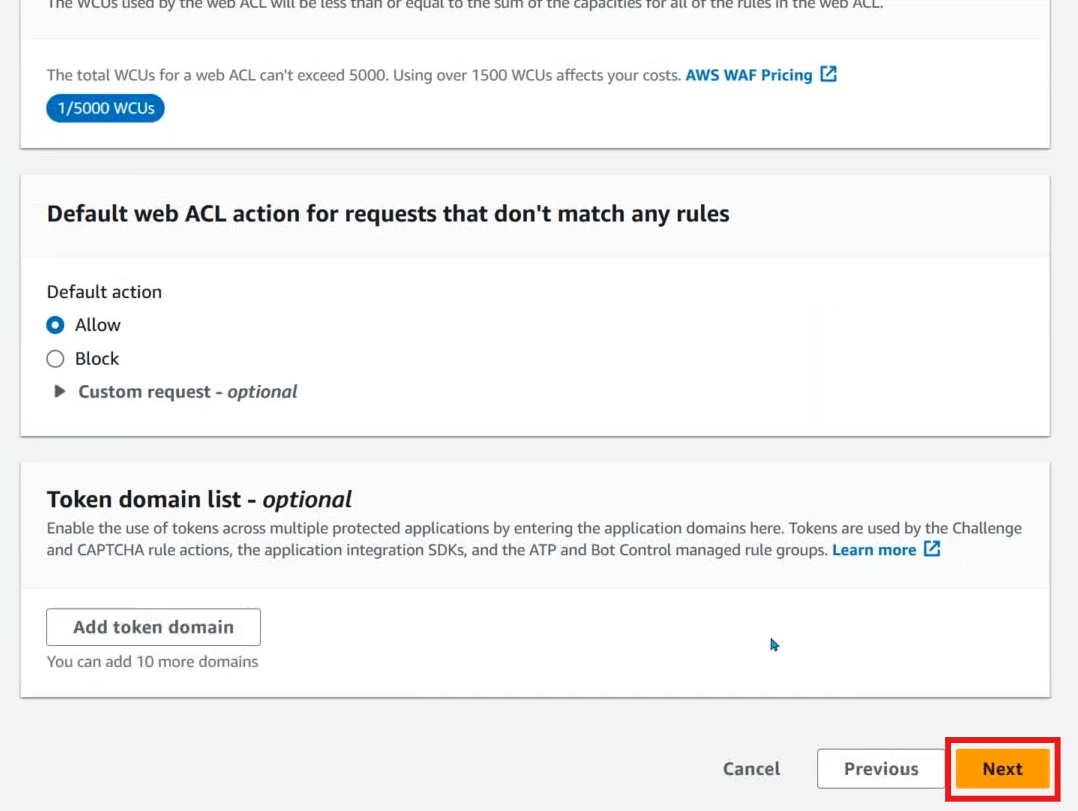 The WCUs used by the web ACL will be less than or equal to the sum of the capacities for all of the rules in the web ACL.
The total WCUs for a web ACL can't exceed 5000. Using over 1500 WCUs affects your costs. AWS WAF Pricing
1/5000 WCUs
Default web ACL action for requests that don't match any rules
Default action
Allow
Block
Custom request - optional
Token domain list - optional
Enable the use of tokens across multiple protected applications by entering the application domains here. Tokens are used by the Challenge
and CAPTCHA rule actions, the application integration SDKs, and the ATP and Bot Control managed rule groups. Learn more
Add token domain
You can add 10 more domains
Cancel
Previous
Next